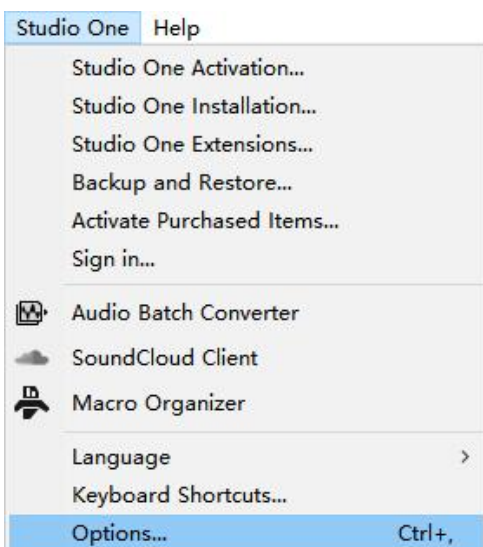 Studio One Help
Studio One Activation...
Studio One Installation...
Studio One Extensions...
Backup and Restore...
Activate Purchased Items...
Sign in...
Audio Batch Converter
SoundCloud Client
Macro Organizer
Language >
Keyboard Shortcuts...
Options... Ctrl+,